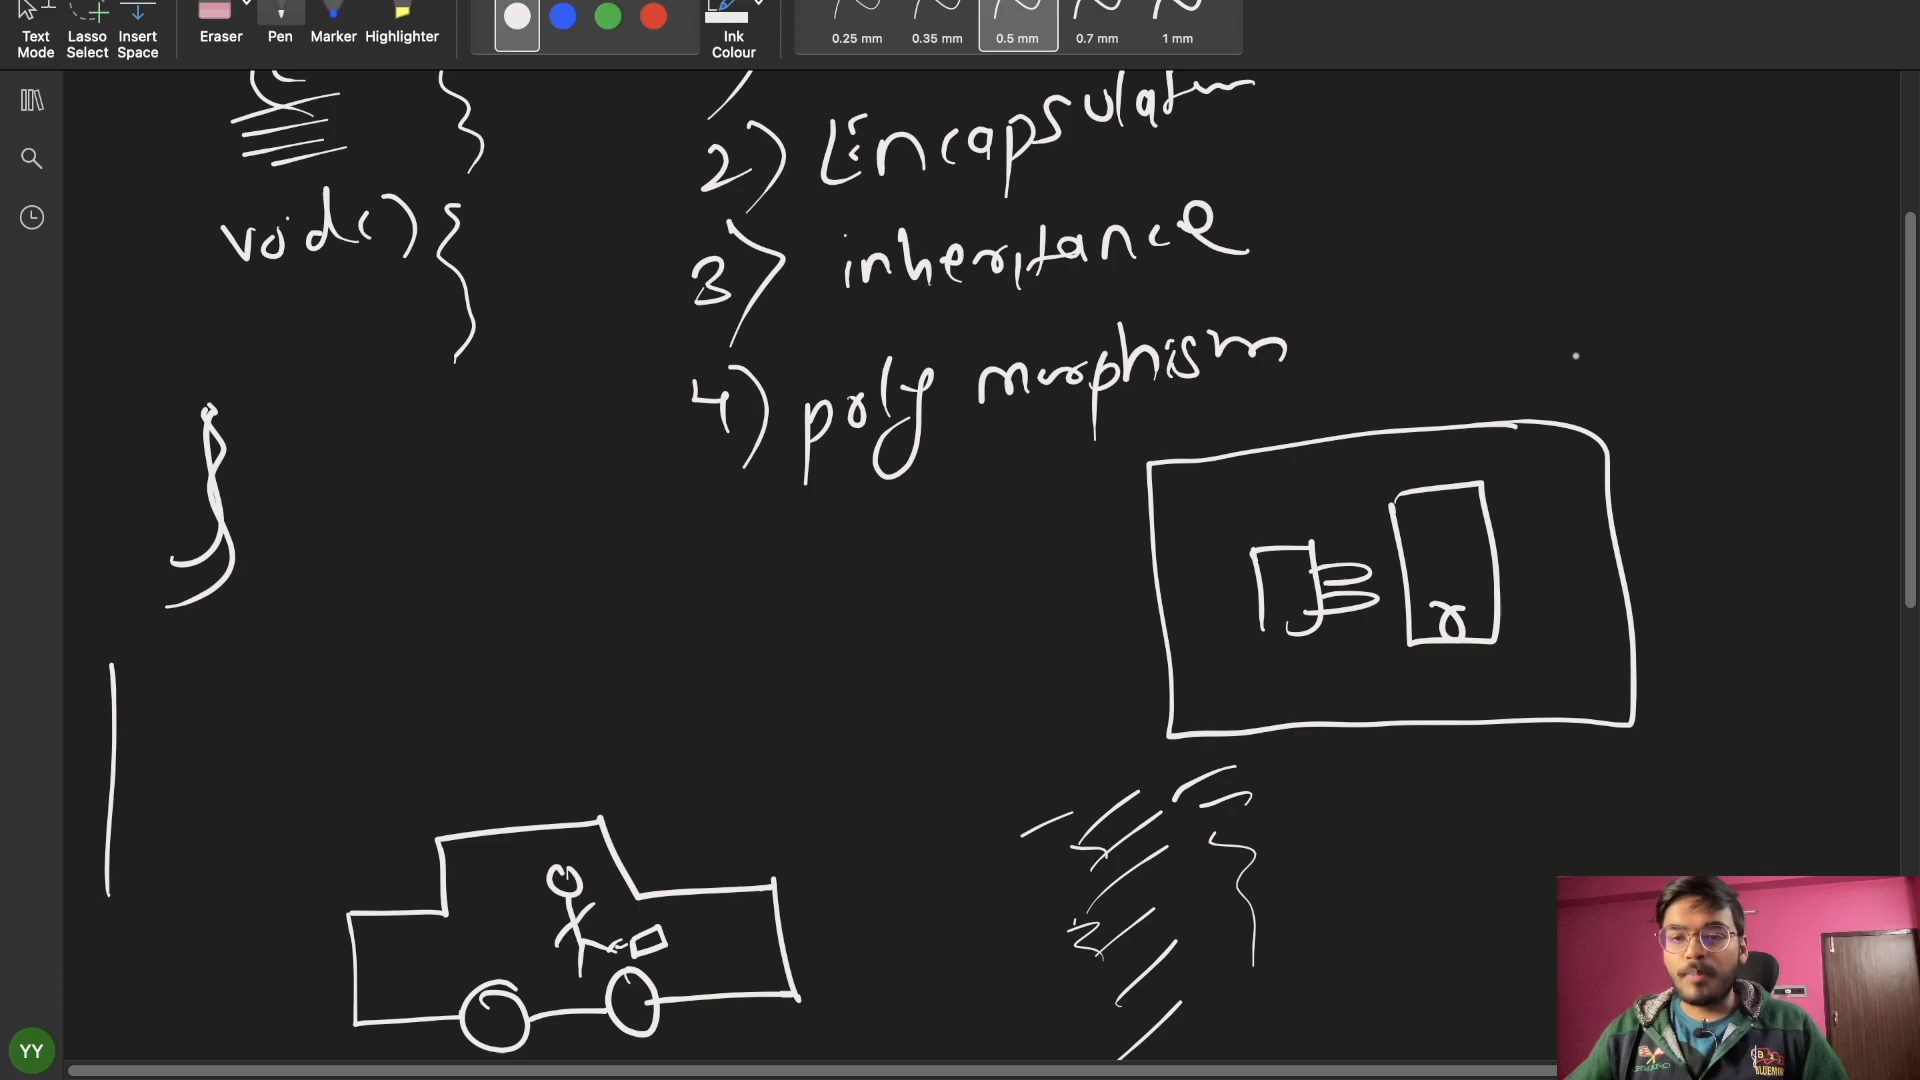 Text
Mode
Lasso
Select
Insert
Space
Eraser
Pen
Marker
Highlighter
Ink
Colour
0.25 mm
0.35 mm
0.5 mm
0.7 mm
1 mm
2) Encapsulation
void() {
3) inheritance
4) poly morphism
YY